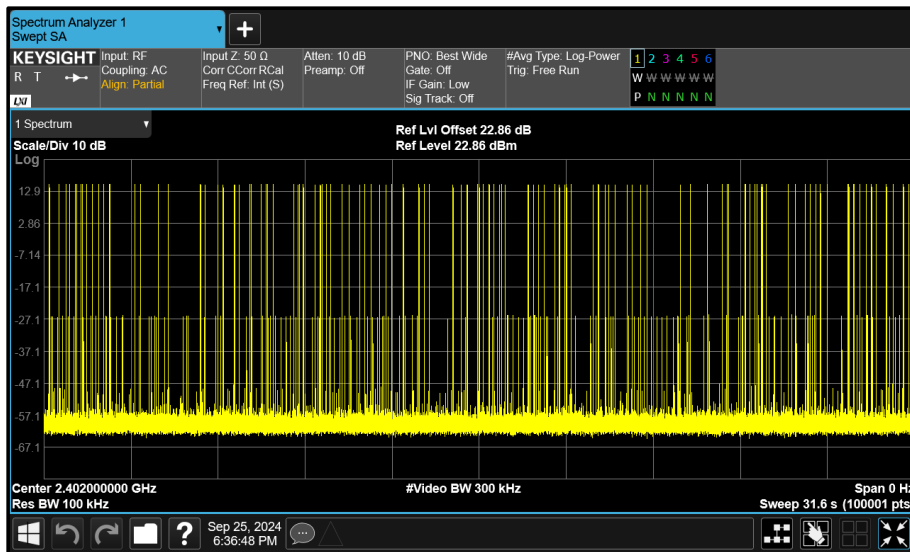 Spectrum Analyzer 1
Swept SA
KEYSIGHT
R T
LXI
Input: RF
Coupling: AC
Align: Partial
Input Z: 50 Ω
Corr CCorr RCal
Freq Ref: Int (S)
Atten: 10 dB
Preamp: Off
PNO: Best Wide
Gate: Off
IF Gain: Low
Sig Track: Off
#Avg Type: Log-Power
Trig: Free Run
1 2 3 4 5 6
W W W W W W
P N N N N N
1 Spectrum
Scale/Div 10 dB
Ref Lvl Offset 22.86 dB
Ref Level 22.86 dBm
Log
12.9
2.86
-7.14
-17.1
-27.1
-37.1
-47.1
-57.1
-67.1
Center 2.402000000 GHz
Res BW 100 kHz
#Video BW 300 kHz
Span 0 Hz
Sweep 31.6 s (100001 pts
?
Sep 25, 2024
6:36:48 PM